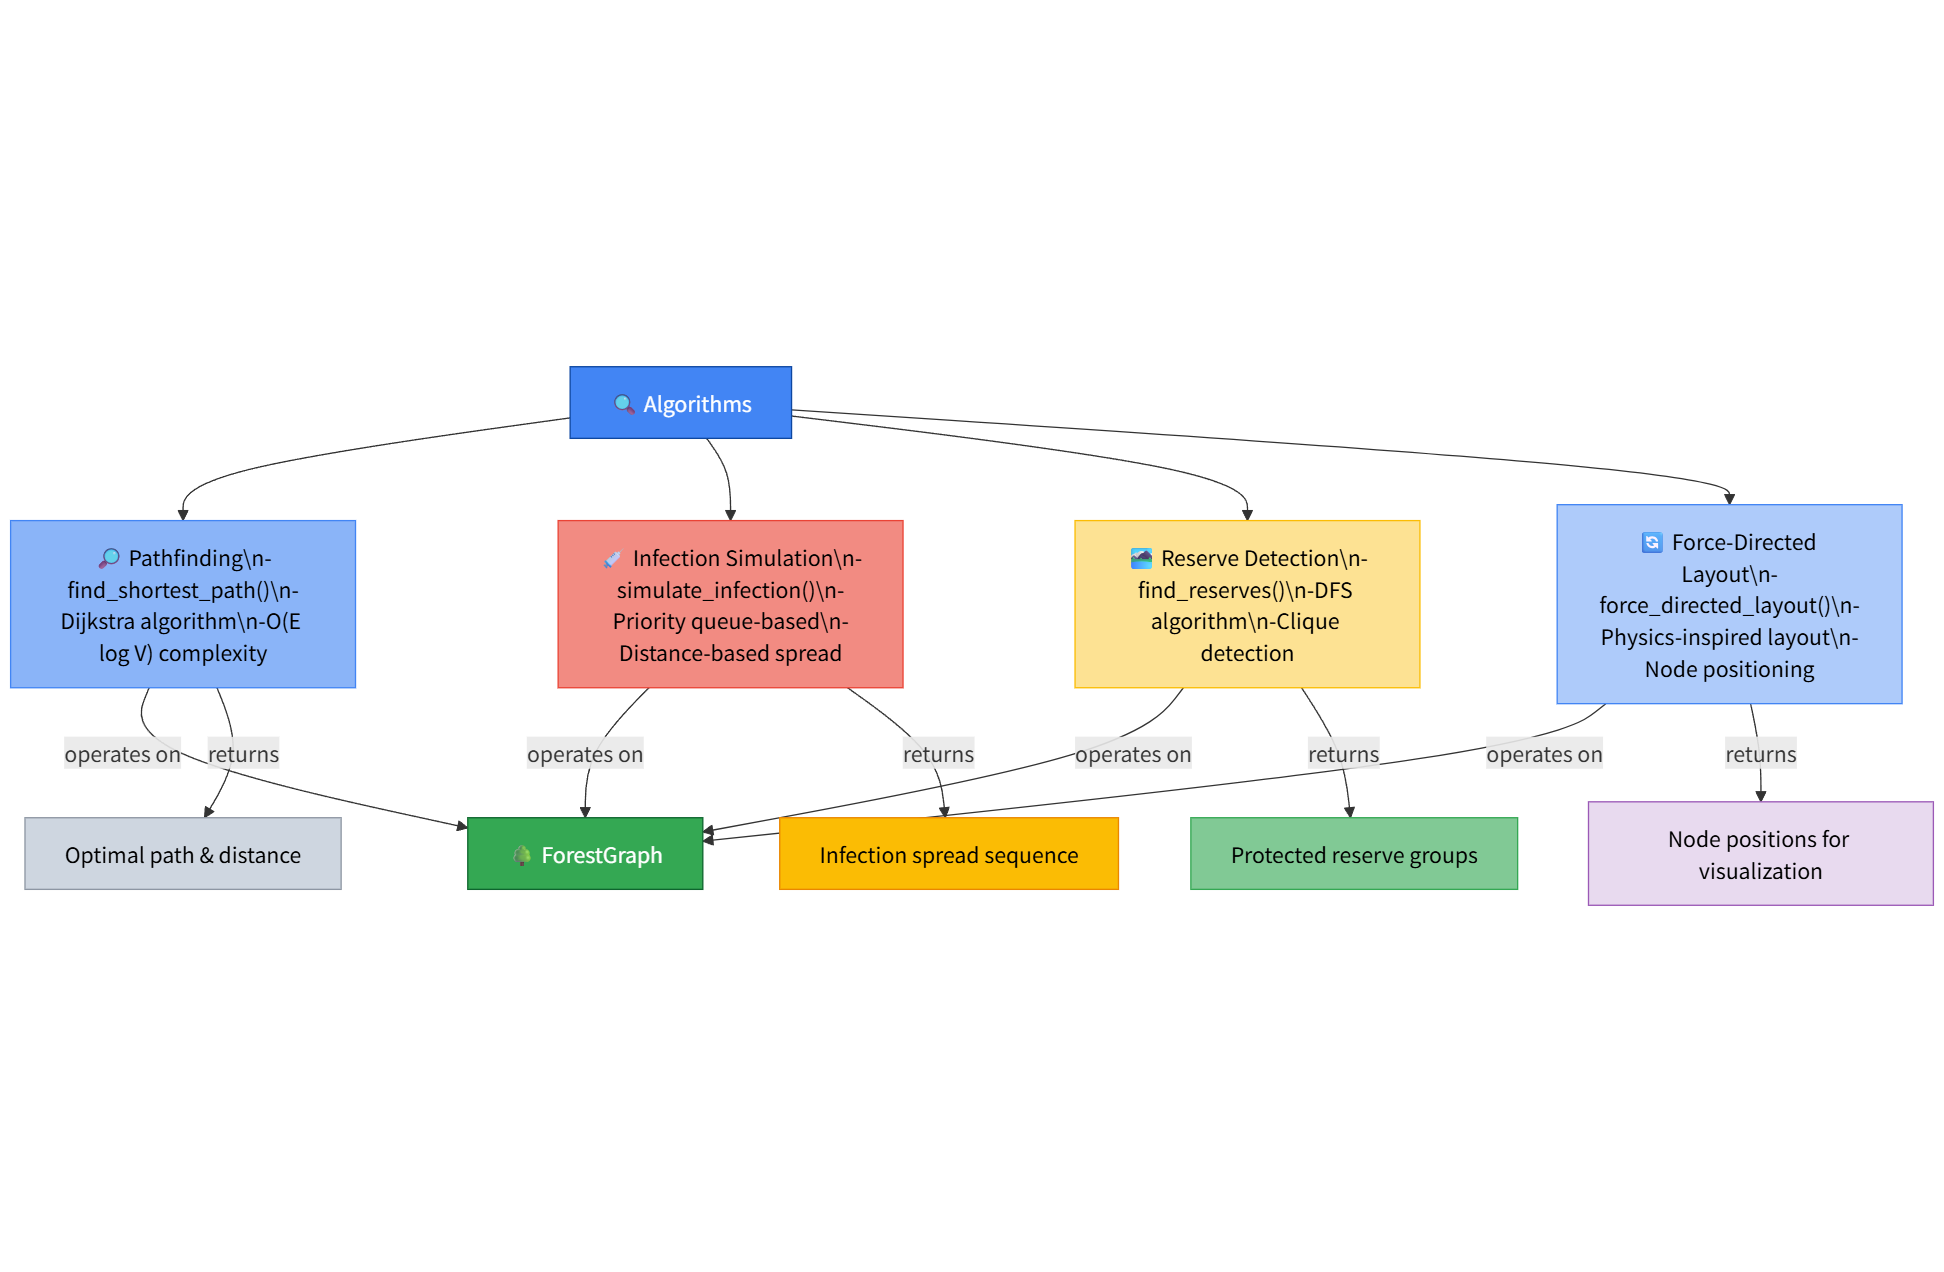 🔍 Algorithms
🔎 Pathfinding\n-
find_shortest_path()\n-
Dijkstra algorithm\n-O(E
log V) complexity
💉 Infection Simulation\n-
simulate_infection()\n-
Priority queue-based\n-
Distance-based spread
🏞️ Reserve Detection\n-
find_reserves()\n-DFS
algorithm\n-Clique
detection
🔄 Force-Directed
Layout\n-
force_directed_layout()\n-
Physics-inspired layout\n-
Node positioning
operates on
returns
operates on
returns
operates on
returns
operates on
returns
Optimal path & distance
🌳 ForestGraph
Infection spread sequence
Protected reserve groups
Node positions for
visualization